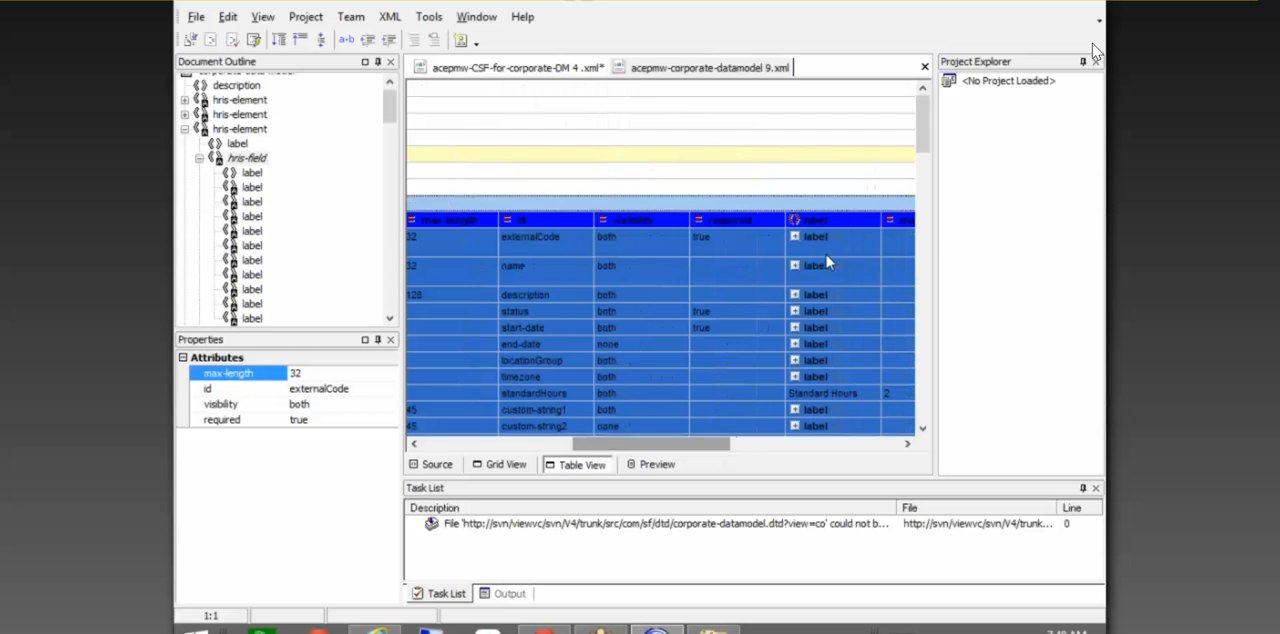 File Edit View Project Team XML Tools Window Help
Document Outline
description
hris-element
hris-element
hris-element
label
hris-field
label
label
label
label
label
label
label
label
label
label
label
Properties
Attributes
max-length 32
id externalCode
visibility both
required true
acepmw-CSF-for-corporate-DM 4 .xml* acepmw-corporate-datamodel 9.xml
max-length id visibility required label
32 externalCode both true label
32 name both label
128 description both label
status both true label
start-date both true label
end-date none label
locationGroup both label
timezone both label
standardHours both Standard Hours 2
45 custom-string1 both label
45 custom-string2 none label
Source Grid View Table View Preview
Project Explorer
<No Project Loaded>
Task List
Description File Line
File 'http://svn/viewvc/svn/V4/trunk/src/com/sf/dtd/corporate-datamodel.dtd?view=co' could not b... http://svn/viewvc/svn/V4/trunk... 0
Task List Output
1:1